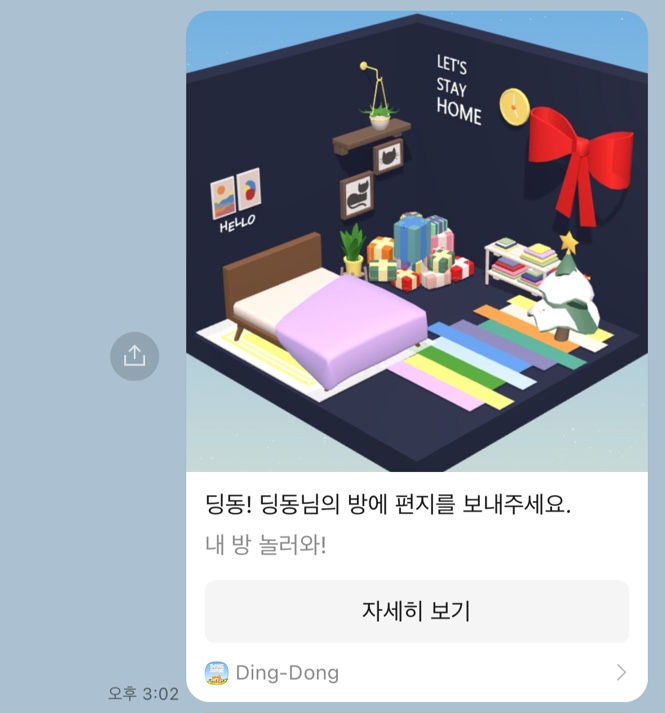 LET'S
STAY
HOME
HELLO
딩동! 딩동님의 방에 편지를 보내주세요.
내 방 놀러와!
자세히 보기
Ding-Dong
오후 3:02